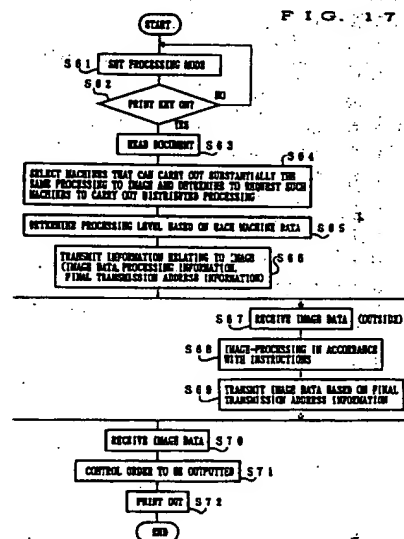 FIG. 17
START
S61
SET PROCESSING MODE
S62
PRINT KEY ON?
NO
YES
READ DOCUMENT
S63
S64
SELECT MACHINES THAT CAN CARRY OUT SUBSTANTIALLY THE
SAME PROCESSING TO IMAGE AND DETERMINE TO REQUEST SUCH
MACHINES TO CARRY OUT DISTRIBUTED PROCESSING
DETERMINE PROCESSING LEVEL BASED ON EACH MACHINE DATA
S65
TRANSMIT INFORMATION RELATING TO IMAGE
(IMAGE DATA, PROCESSING INFORMATION,
FINAL TRANSMISSION ADDRESS INFORMATION)
S66
S67
RECEIVE IMAGE DATA
(OUTSIDE)
S68
IMAGE-PROCESSING IN ACCORDANCE
WITH INSTRUCTIONS
S69
TRANSMIT IMAGE DATA BASED ON FINAL
TRANSMISSION ADDRESS INFORMATION
RECEIVE IMAGE DATA
S70
CONTROL ORDER TO BE OUTPUTTED
S71
PRINT OUT
S72
END